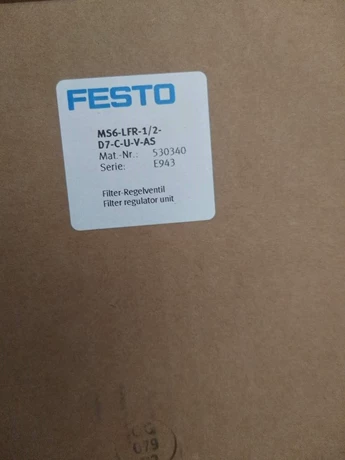 FESTO
MS6-LFR-1/2-
D7-C-U-V-AS
Mat.-Nr.: 530340
Serie: E943
Filter-Regelventil
Filter regulator unit